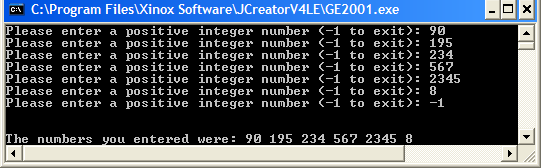 C:\Program Files\Xinox Software\JCreatorV4LE\GE2001.exe
Please enter a positive integer number (-1 to exit): 90
Please enter a positive integer number (-1 to exit): 195
Please enter a positive integer number (-1 to exit): 234
Please enter a positive integer number (-1 to exit): 567
Please enter a positive integer number (-1 to exit): 2345
Please enter a positive integer number (-1 to exit): 8
Please enter a positive integer number (-1 to exit): -1
The numbers you entered were: 90 195 234 567 2345 8